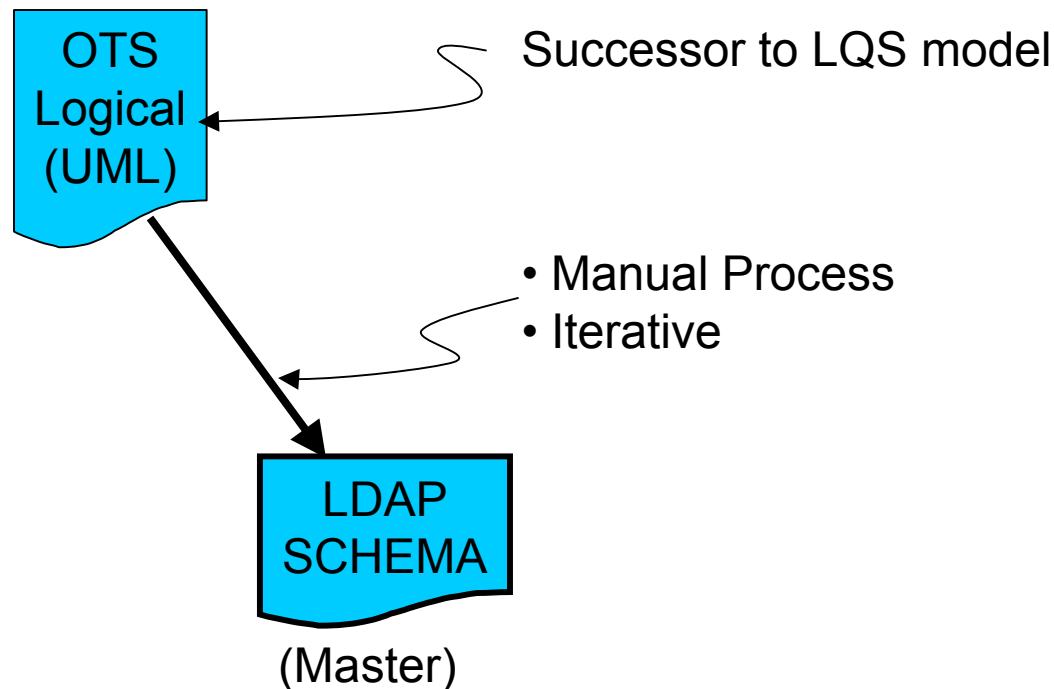 OTS
Logical
(UML)
Successor to LQS model
• Manual Process
• Iterative
LDAP
SCHEMA
(Master)